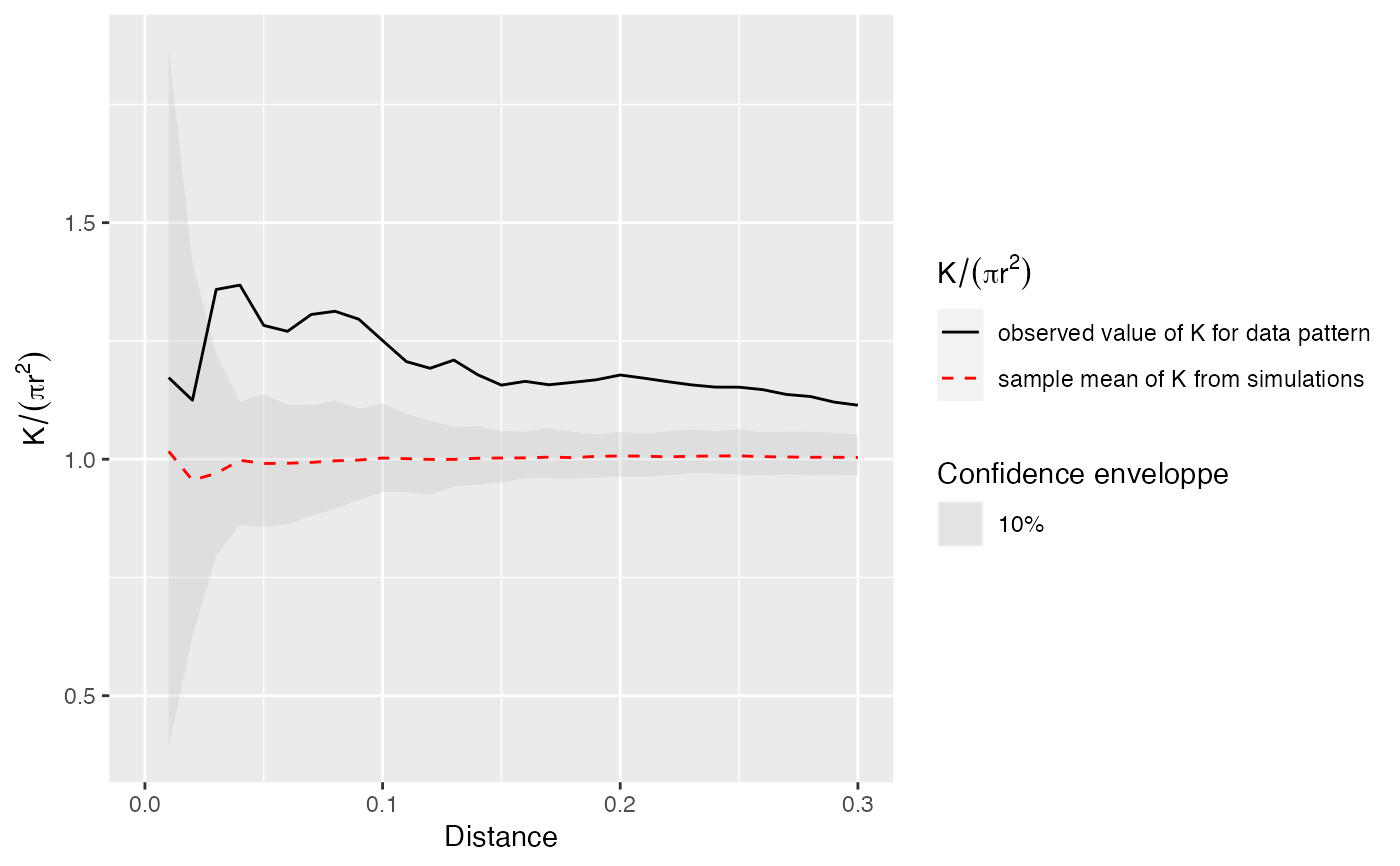 K/(πr²)
1.5
1.0
0.5
0.0 0.1 0.2 0.3
Distance
K/(πr²)
observed value of K for data pattern
sample mean of K from simulations
Confidence enveloppe
10%